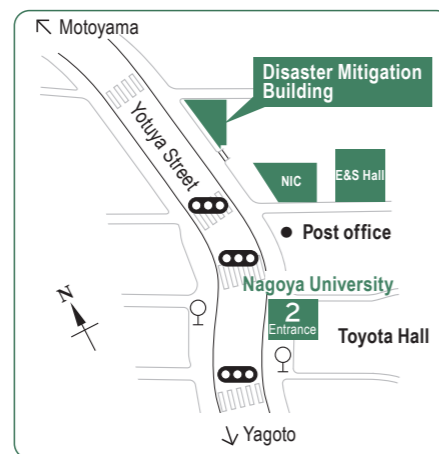 Motoyama
Disaster Mitigation
Building
Yotuya Street
NIC
E&S Hall
Post office
Nagoya University
2
Entrance
Toyota Hall
N
Yagoto